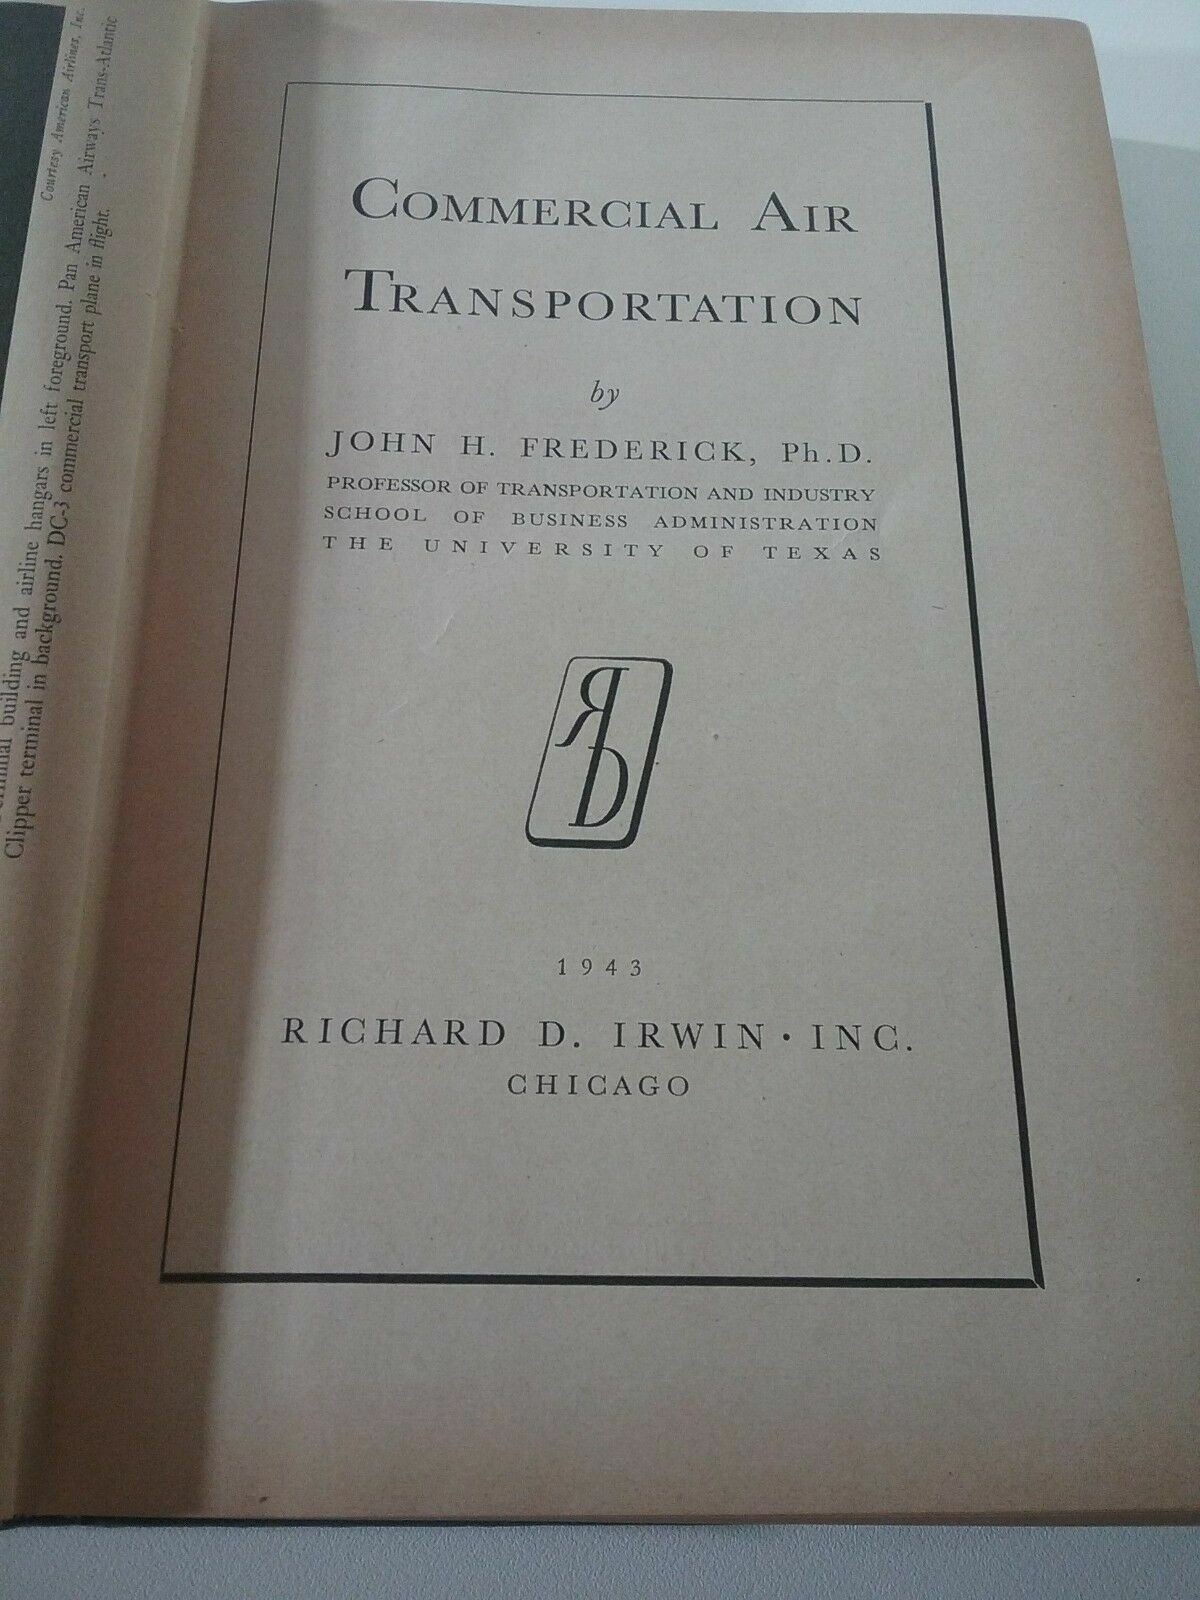 Courtesy American Airlines, Inc.
building and airline hangars in left foreground. Pan American Airways Trans-Atlantic
Clipper terminal in background. DC-3 commercial transport plane in flight.
COMMERCIAL AIR
TRANSPORTATION
by
JOHN H. FREDERICK, Ph.D.
PROFESSOR OF TRANSPORTATION AND INDUSTRY
SCHOOL OF BUSINESS ADMINISTRATION
THE UNIVERSITY OF TEXAS
RD
1943
RICHARD D. IRWIN · INC.
CHICAGO